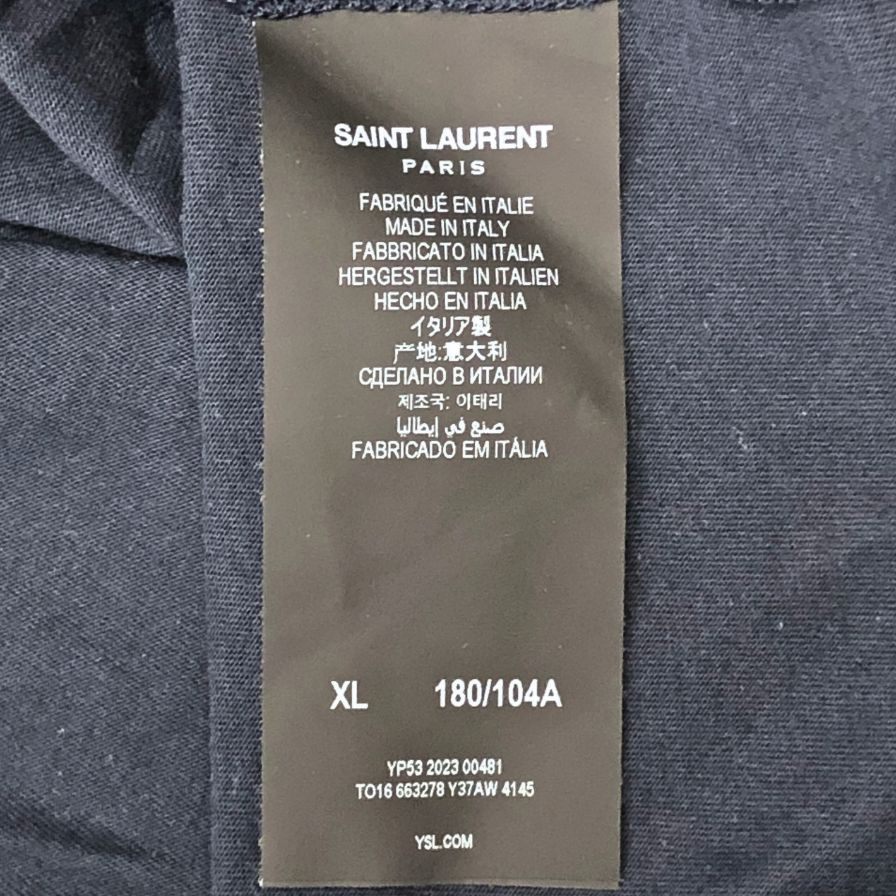 SAINT LAURENT
PARIS
FABRIQUÉ EN ITALIE
MADE IN ITALY
FABBRICATO IN ITALIA
HERGESTELLT IN ITALIEN
HECHO EN ITALIA
イタリア製
产地:意大利
СДЕЛАНО В ИТАЛИИ
제조국: 이태리
صنع في إيطاليا
FABRICADO EM ITÁLIA
XL 180/104A
YP53 2023 00481
TO16 663278 Y37AW 4145
YSL.COM